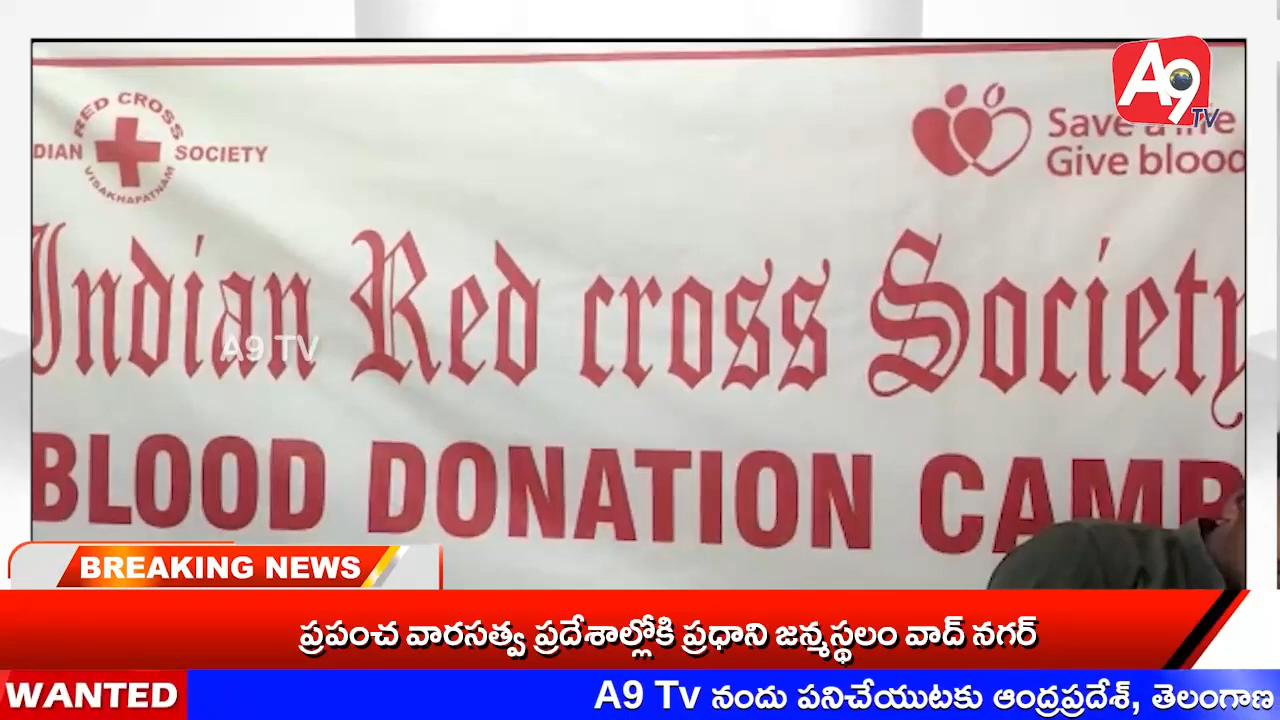 A9 TV
RED CROSS
DIAN SOCIETY
VISAKHAPATNAM
Save a life
Give blood
Indian Red cross Society
A9 TV
BLOOD DONATION CAMP
BREAKING NEWS
ప్రపంచ వారసత్వ ప్రదేశాల్లోకి ప్రధాని జన్మస్థలం వాద్ నగర్
WANTED
A9 Tv నందు పనిచేయుటకు ఆంద్రప్రదేశ్, తెలంగాణ